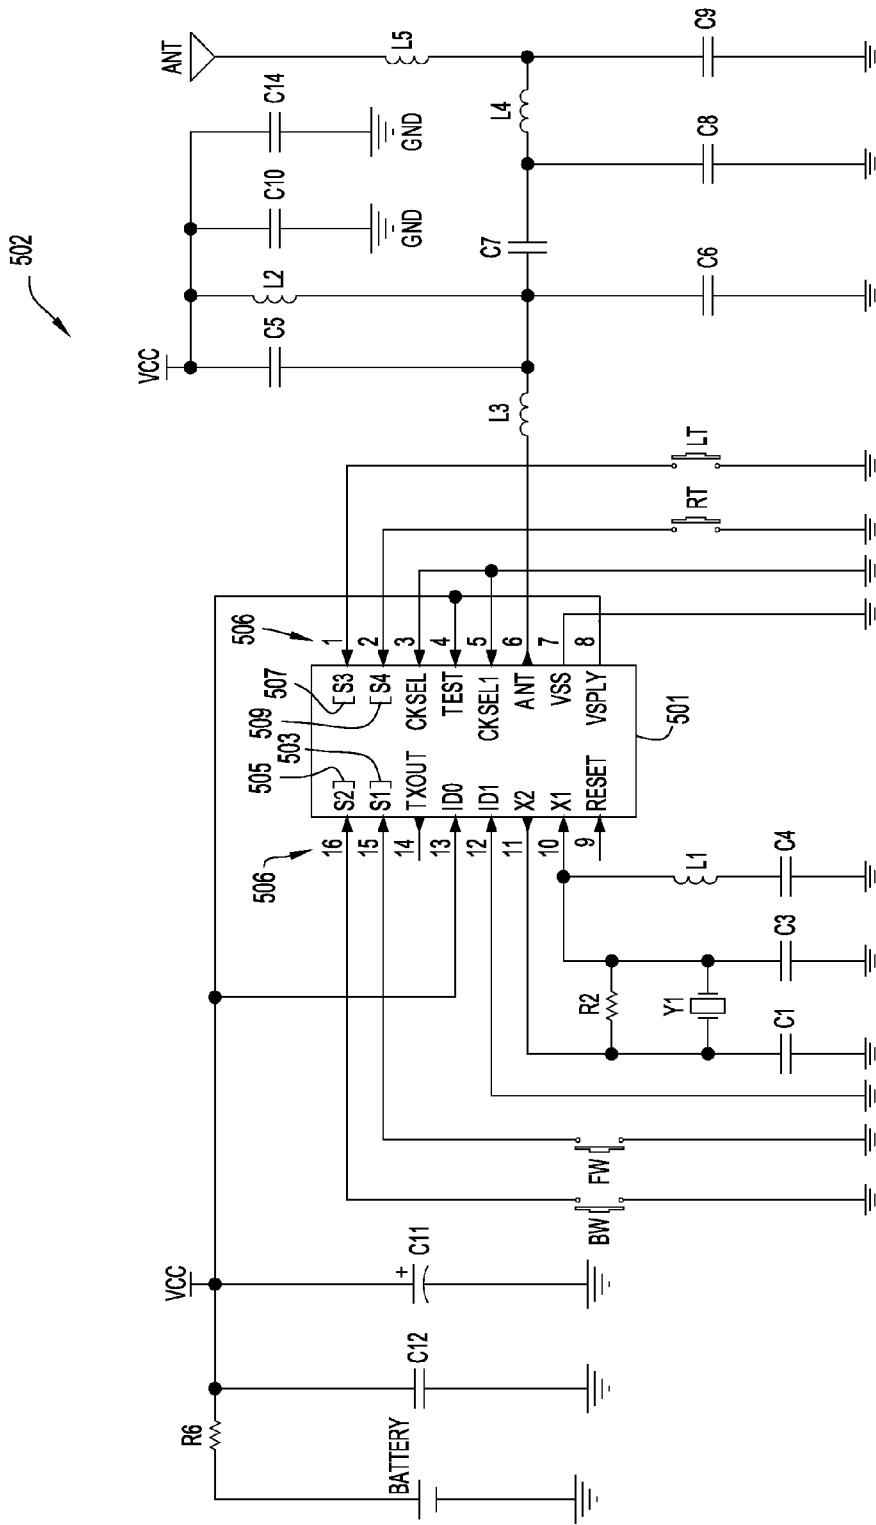 502
ANT
L5
C9
C14
GND
L4
C8
C10
GND
C7
L2
C6
C5
VCC
L3
LT
RT
506
1
2
3
4
5
6
7
8
507
509
503
505
S3
S4
CKSEL
TEST
CKSEL1
ANT
VSS
VSPLY
501
S2
S1
TXOUT
ID0
ID1
X2
X1
RESET
506
16
15
14
13
12
11
10
9
L1
C4
C3
R2
Y1
C1
FW
BW
VCC
+
C11
C12
R6
BATTERY